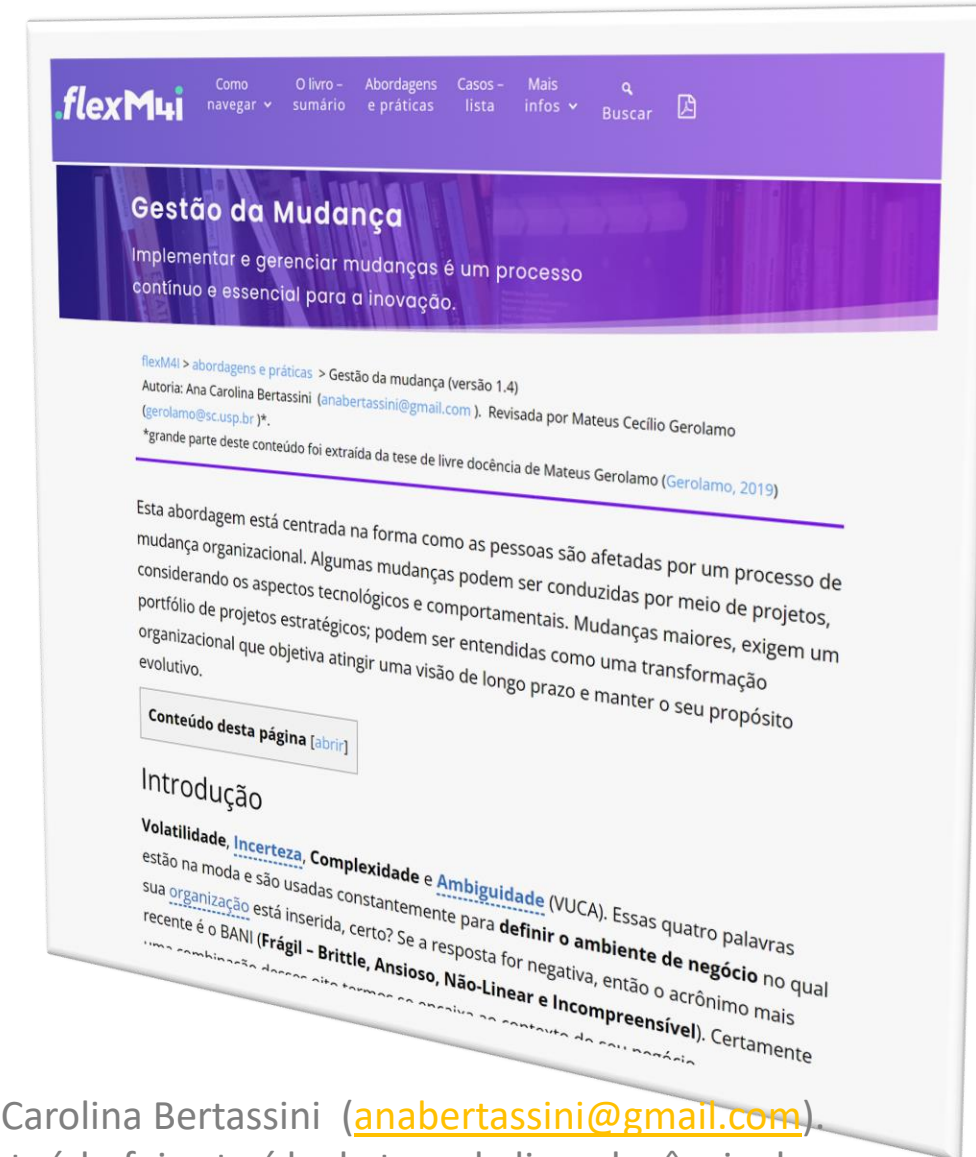 .flexM4i
Como navegar
O livro – sumário
Abordagens e práticas
Casos – lista
Mais infos
Buscar
Gestão da Mudança
Implementar e gerenciar mudanças é um processo
contínuo e essencial para a inovação.
flexM4I > abordagens e práticas > Gestão da mudança (versão 1.4)
Autoria: Ana Carolina Bertassini (anabertassini@gmail.com ). Revisada por Mateus Cecílio Gerolamo
(gerolamo@sc.usp.br )*.
*grande parte deste conteúdo foi extraída da tese de livre docência de Mateus Gerolamo (Gerolamo, 2019)
Esta abordagem está centrada na forma como as pessoas são afetadas por um processo de
mudança organizacional. Algumas mudanças podem ser conduzidas por meio de projetos,
considerando os aspectos tecnológicos e comportamentais. Mudanças maiores, exigem um
portfólio de projetos estratégicos; podem ser entendidas como uma transformação
organizacional que objetiva atingir uma visão de longo prazo e manter o seu propósito
evolutivo.
Conteúdo desta página [abrir]
Introdução
Volatilidade, Incerteza, Complexidade e Ambiguidade (VUCA). Essas quatro palavras
estão na moda e são usadas constantemente para definir o ambiente de negócio no qual
sua organização está inserida, certo? Se a resposta for negativa, então o acrônimo mais
recente é o BANI (Frágil – Brittle, Ansioso, Não-Linear e Incompreensível). Certamente
Carolina Bertassini (anabertassini@gmail.com).